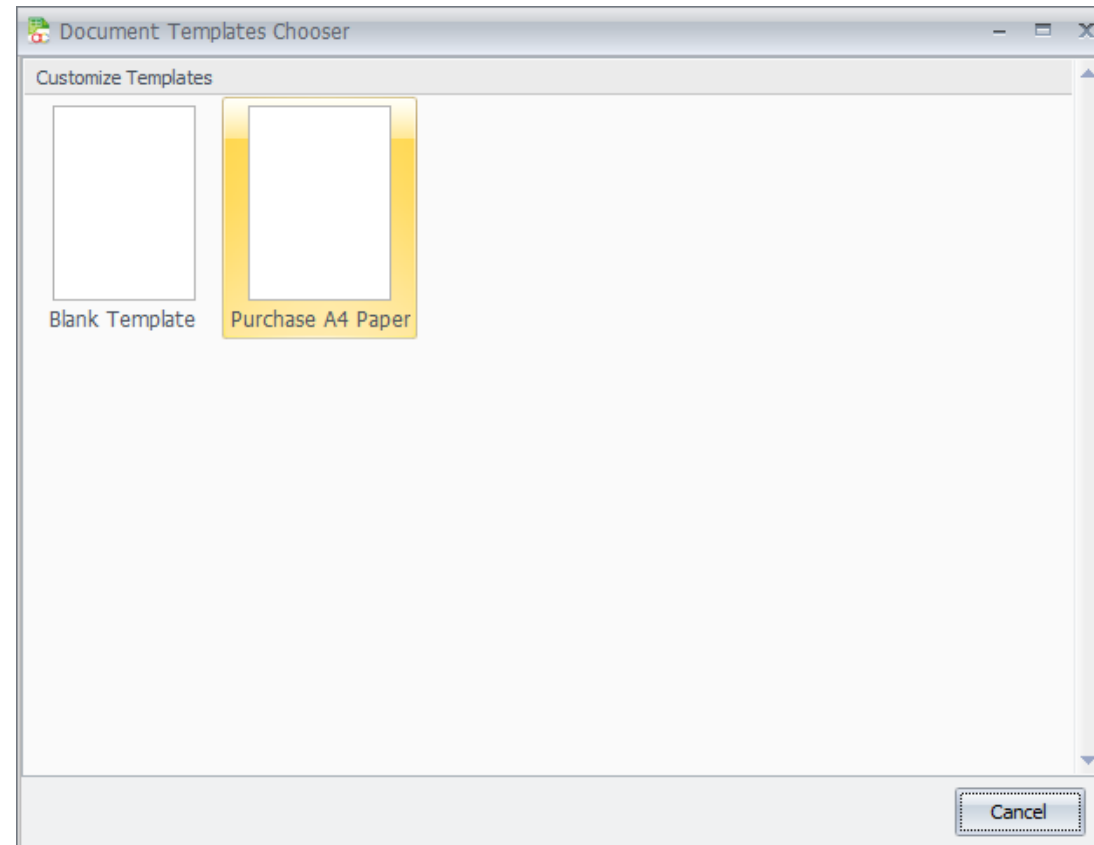 Document Templates Chooser
Customize Templates
Blank Template
Purchase A4 Paper
Cancel